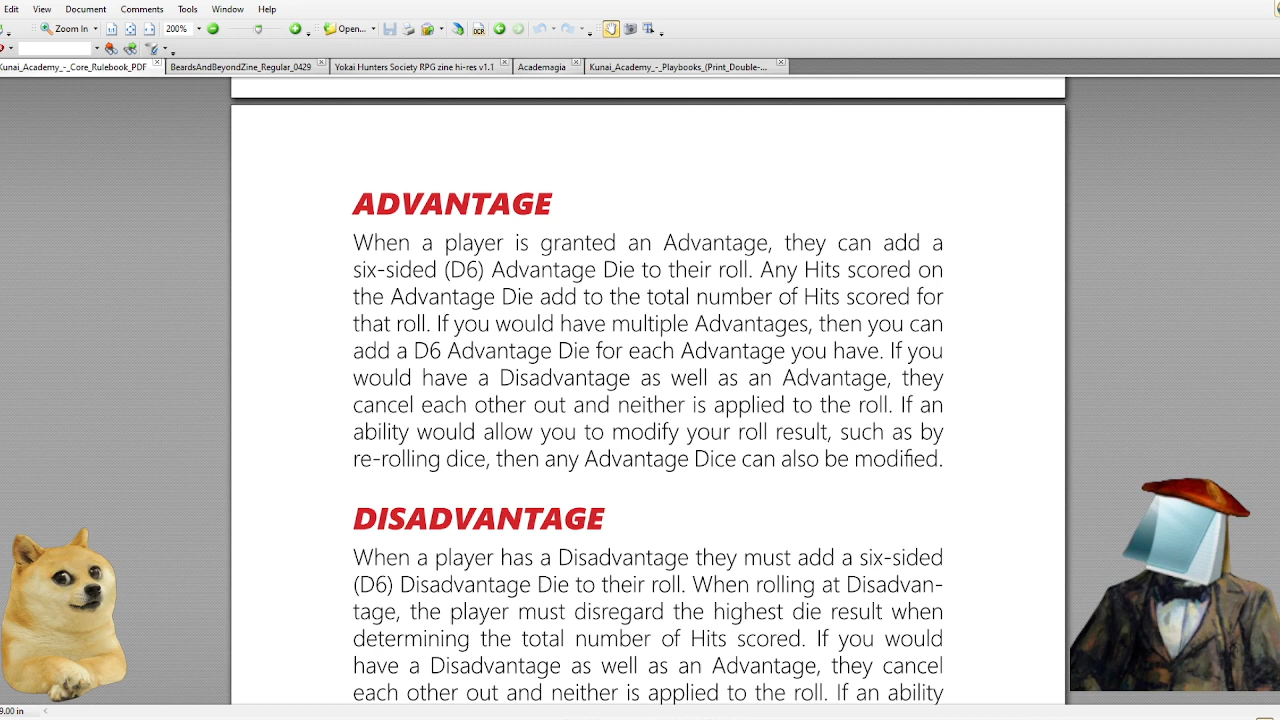 Edit View Document Comments Tools Window Help
Zoom In 200% Open... OCR
Kunai_Academy_-_Core_Rulebook_PDF BeardsAndBeyondZine_Regular_0429 Yokai Hunters Society RPG zine hi-res v1.1 Academagia Kunai_Academy_-_Playbooks_(Print_Double-...
ADVANTAGE
When a player is granted an Advantage, they can add a
six-sided (D6) Advantage Die to their roll. Any Hits scored on
the Advantage Die add to the total number of Hits scored for
that roll. If you would have multiple Advantages, then you can
add a D6 Advantage Die for each Advantage you have. If you
would have a Disadvantage as well as an Advantage, they
cancel each other out and neither is applied to the roll. If an
ability would allow you to modify your roll result, such as by
re-rolling dice, then any Advantage Dice can also be modified.
DISADVANTAGE
When a player has a Disadvantage they must add a six-sided
(D6) Disadvantage Die to their roll. When rolling at Disadvan-
tage, the player must disregard the highest die result when
determining the total number of Hits scored. If you would
have a Disadvantage as well as an Advantage, they cancel
each other out and neither is applied to the roll. If an ability
9.00 in